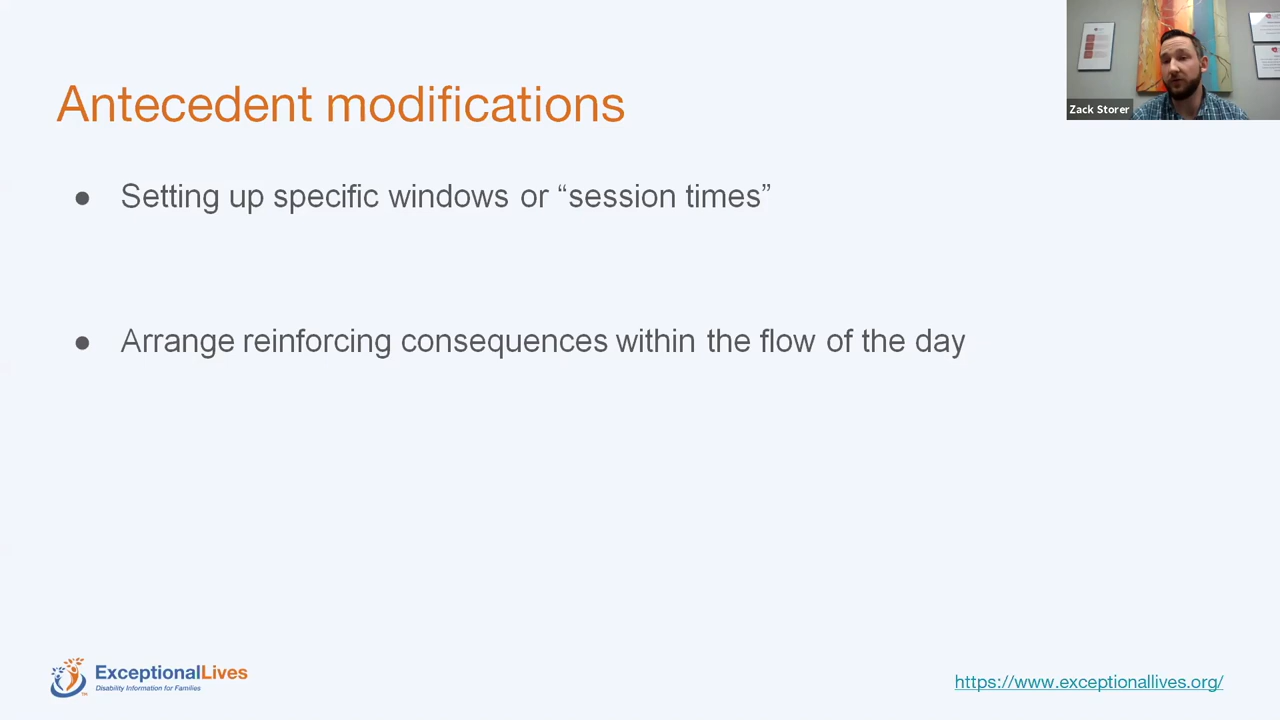 Antecedent modifications
Zack Storer
● Setting up specific windows or “session times”
● Arrange reinforcing consequences within the flow of the day
ExceptionalLives
Disability Information for Families
TM
https://www.exceptionallives.org/